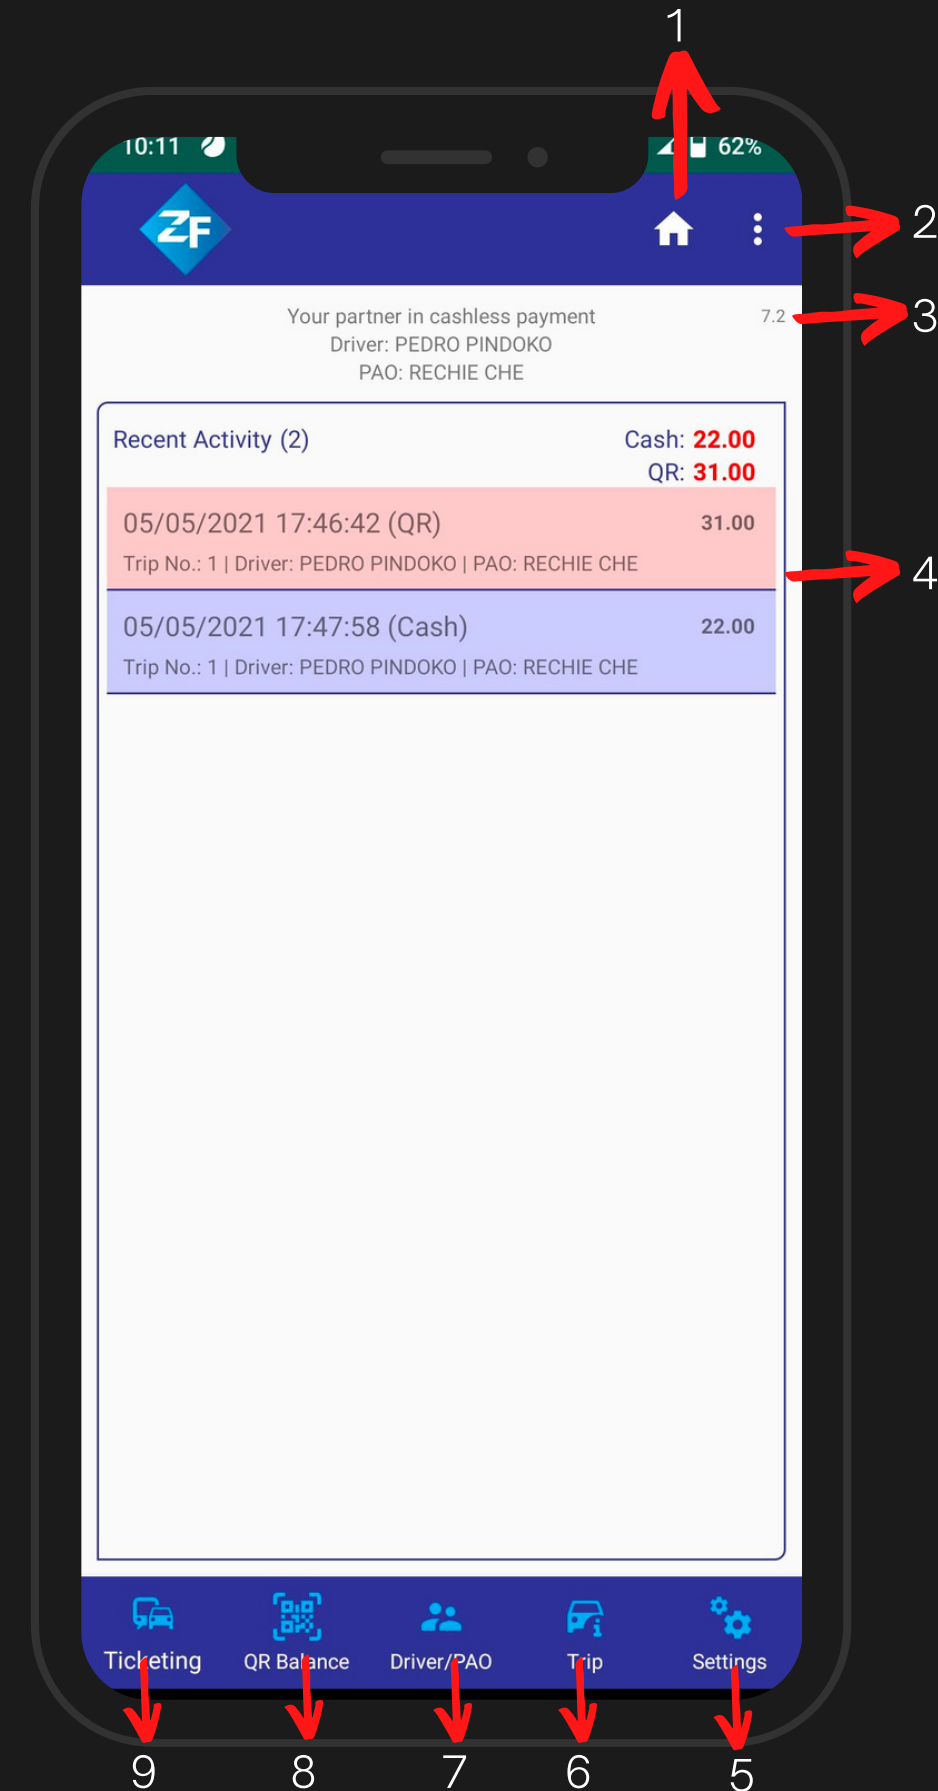 1
10:11 62%
ZF
2
Your partner in cashless payment 7.2 3
Driver: PEDRO PINDOKO
PAO: RECHIE CHE
Recent Activity (2) Cash: 22.00
QR: 31.00
05/05/2021 17:46:42 (QR) 31.00
Trip No.: 1 | Driver: PEDRO PINDOKO | PAO: RECHIE CHE
4
05/05/2021 17:47:58 (Cash) 22.00
Trip No.: 1 | Driver: PEDRO PINDOKO | PAO: RECHIE CHE
Ticketing QR Balance Driver/PAO Trip Settings
9 8 7 6 5